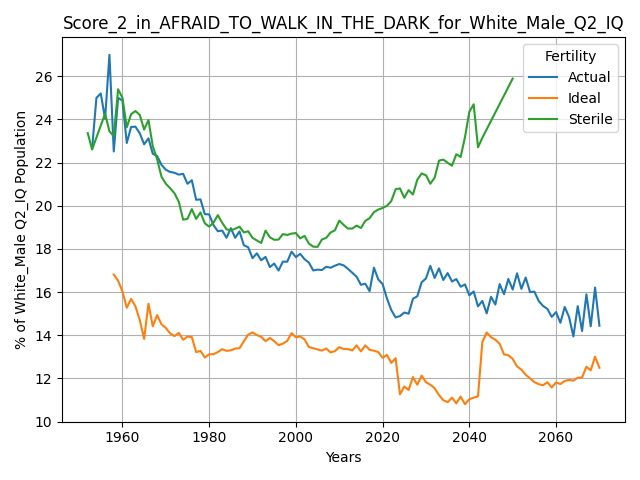 Score_2_in_AFRAID_TO_WALK_IN_THE_DARK_for_White_Male_Q2_IQ
Fertility
Actual
Ideal
Sterile
% of White_Male Q2_IQ Population
26
24
22
20
18
16
14
12
10
1960
1980
2000
2020
2040
2060
Years